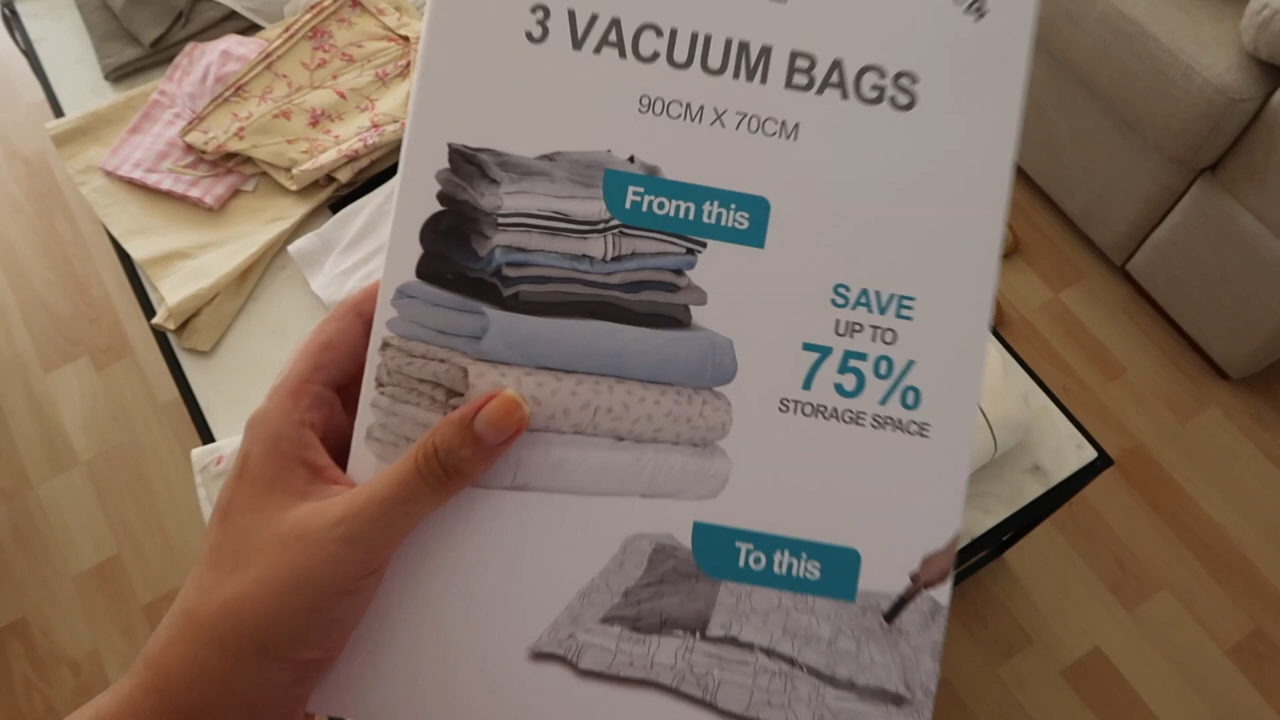 3 VACUUM BAGS
90CM X 70CM
From this
SAVE
UP TO
75%
STORAGE SPACE
To this